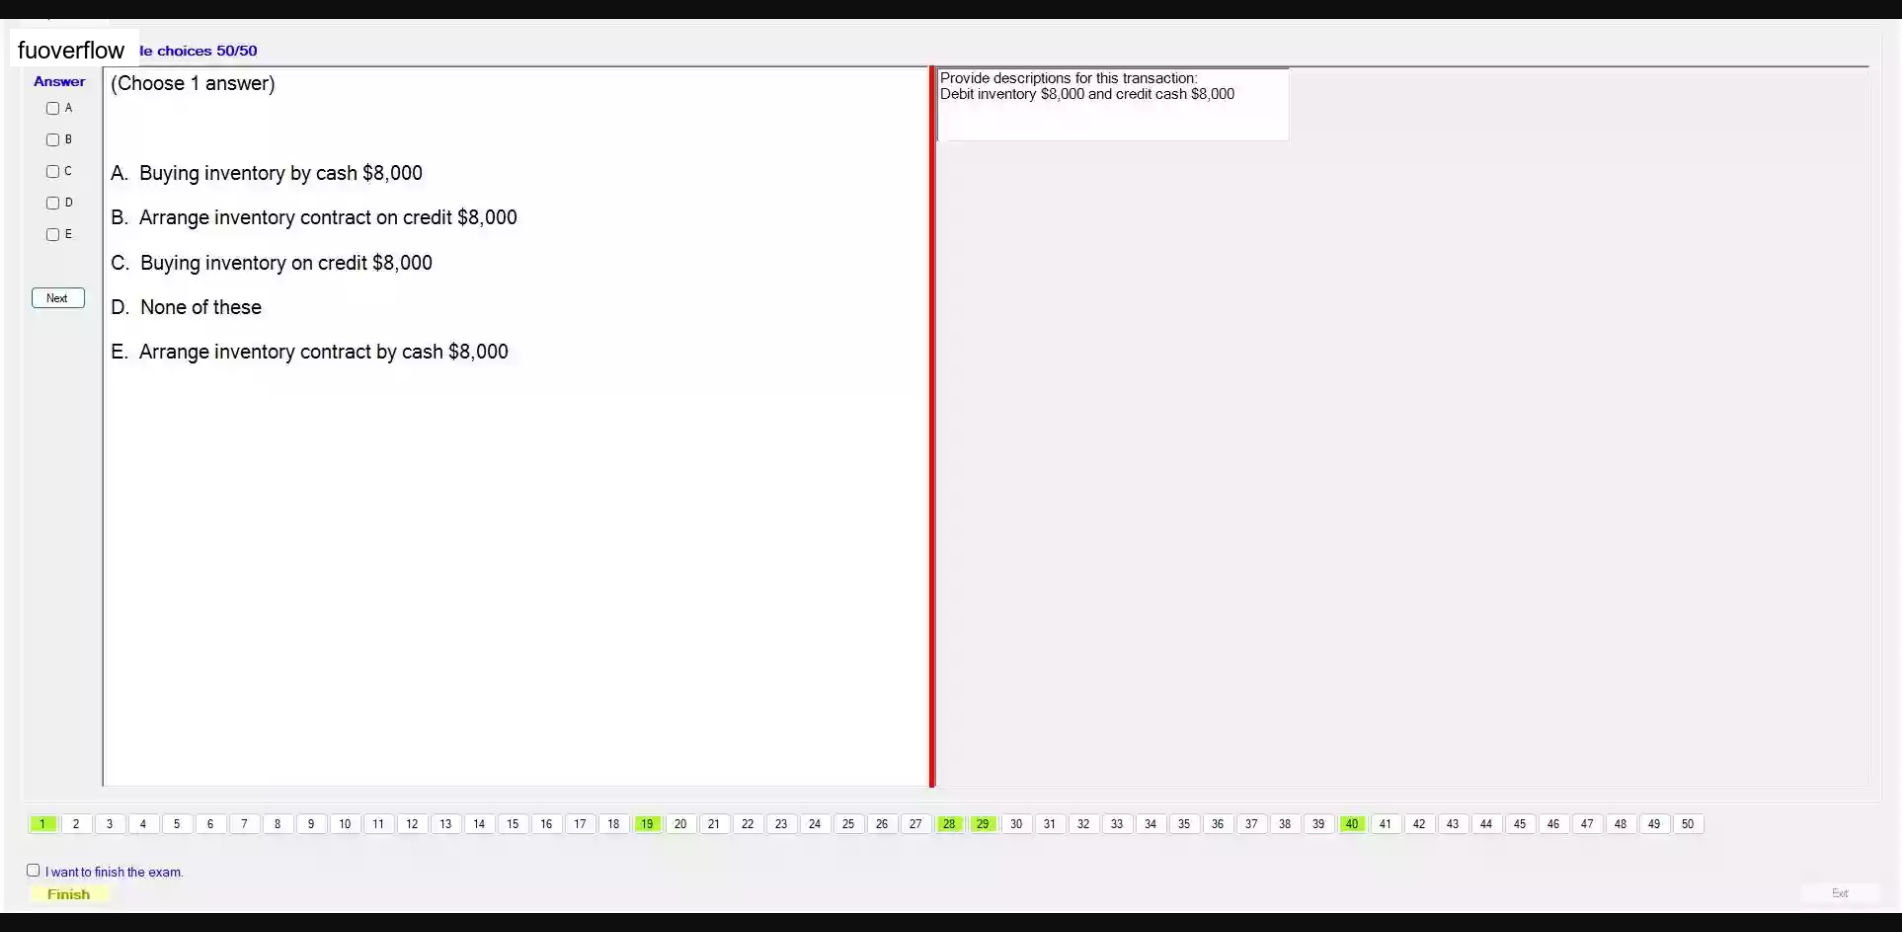 fuoverflow
le choices 50/50
Answer
(Choose 1 answer)
A
B
C
D
E
Next
A. Buying inventory by cash $8,000
B. Arrange inventory contract on credit $8,000
C. Buying inventory on credit $8,000
D. None of these
E. Arrange inventory contract by cash $8,000
Provide descriptions for this transaction:
Debit inventory $8,000 and credit cash $8,000
1 2 3 4 5 6 7 8 9 10 11 12 13 14 15 16 17 18 19 20 21 22 23 24 25 26 27 28 29 30 31 32 33 34 35 36 37 38 39 40 41 42 43 44 45 46 47 48 49 50
I want to finish the exam.
Finish
Exit